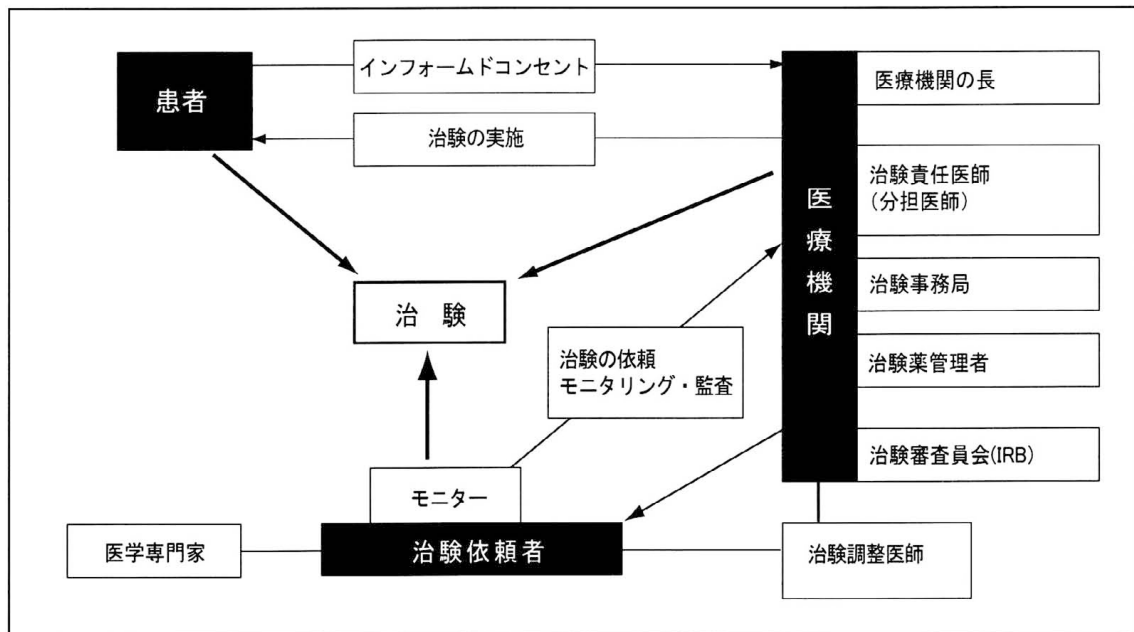 患者
インフォームドコンセント
治験の実施
医療機関
医療機関の長
治験責任医師
(分担医師)
治験事務局
治験薬管理者
治験審査員会(IRB)
治 験
治験の依頼
モニタリング・監査
モニター
医学専門家
治験依頼者
治験調整医師